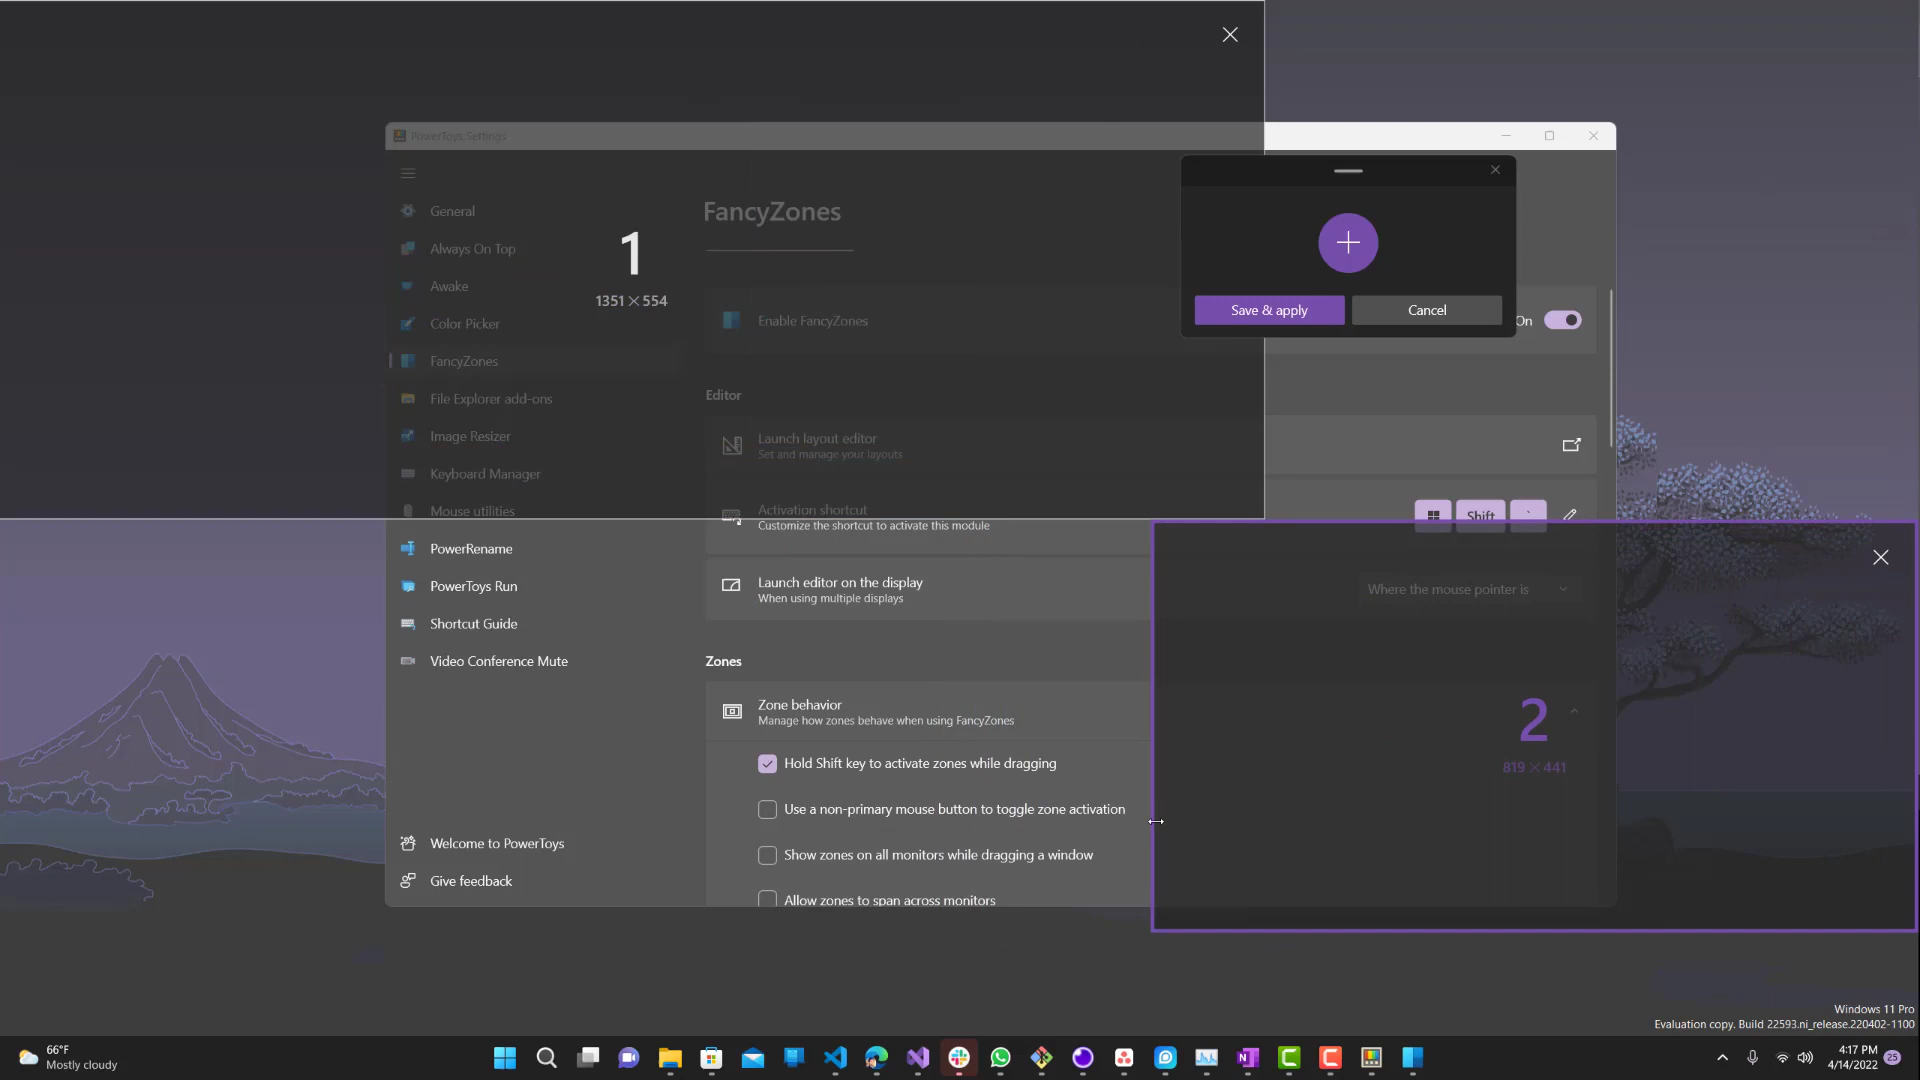 PowerToys Settings
General
Always On Top
Awake
Color Picker
FancyZones
File Explorer add-ons
Image Resizer
Keyboard Manager
Mouse utilities
PowerRename
PowerToys Run
Shortcut Guide
Video Conference Mute
Welcome to PowerToys
Give feedback
1
1351 × 554
FancyZones
Enable FancyZones
On
Editor
Launch layout editor
Set and manage your layouts
Activation shortcut
Customize the shortcut to activate this module
Shift
`
Launch editor on the display
When using multiple displays
Where the mouse pointer is
Zones
Zone behavior
Manage how zones behave when using FancyZones
Hold Shift key to activate zones while dragging
Use a non-primary mouse button to toggle zone activation
Show zones on all monitors while dragging a window
Allow zones to span across monitors
Save & apply
Cancel
2
819 × 441
Windows 11 Pro
Evaluation copy. Build 22593.ni_release.220402-1100
66°F
Mostly cloudy
4:17 PM
4/14/2022
25